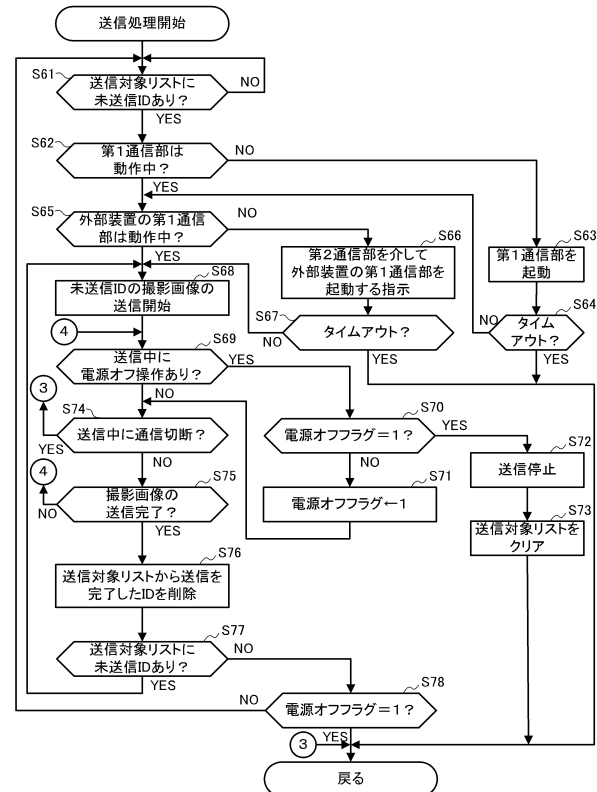 送信処理開始
S61
送信対象リストに
未送信IDあり？
NO
YES
S62
第1通信部は
動作中？
NO
YES
S65
外部装置の第1通信
部は動作中？
NO
YES
S66
第2通信部を介して
外部装置の第1通信部を
起動する指示
S63
第1通信部を
起動
S67
タイムアウト？
NO
YES
S64
タイム
アウト？
NO
YES
S68
未送信IDの撮影画像の
送信開始
4
S69
送信中に
電源オフ操作あり？
YES
NO
3
S74
送信中に通信切断？
YES
NO
S70
電源オフフラグ＝1？
YES
NO
S71
電源オフフラグ←1
S72
送信停止
S73
送信対象リストを
クリア
4
S75
撮影画像の
送信完了？
NO
YES
S76
送信対象リストから送信を
完了したIDを削除
S77
送信対象リストに
未送信IDあり？
NO
YES
S78
電源オフフラグ＝1？
NO
YES
3
戻る